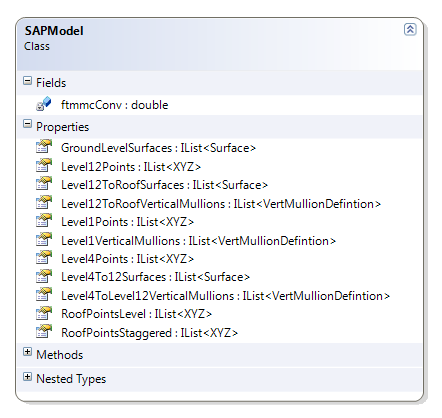 SAPModel
Class
Fields
ftmmcConv : double
Properties
GroundLevelSurfaces : IList<Surface>
Level12Points : IList<XYZ>
Level12ToRoofSurfaces : IList<Surface>
Level12ToRoofVerticalMullions : IList<VertMullionDefintion>
Level1Points : IList<XYZ>
Level1VerticalMullions : IList<VertMullionDefintion>
Level4Points : IList<XYZ>
Level4To12Surfaces : IList<Surface>
Level4ToLevel12VerticalMullions : IList<VertMullionDefintion>
RoofPointsLevel : IList<XYZ>
RoofPointsStaggered : IList<XYZ>
Methods
Nested Types